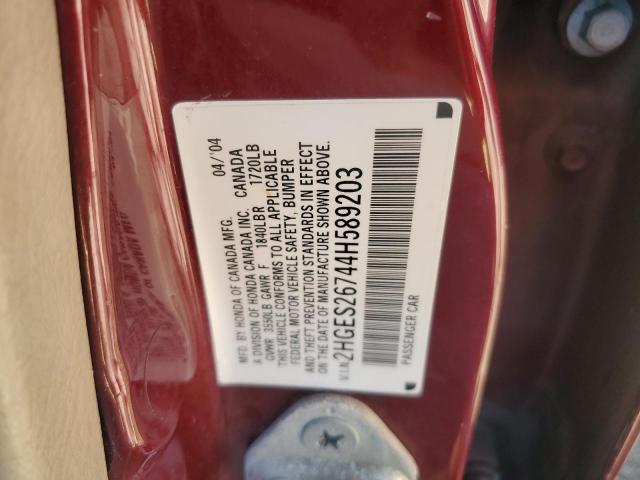 MFD. BY HONDA OF CANADA MFG. 04/'04
A DIVISION OF HONDA CANADA INC. CANADA
GVWR 3550LB GAWR F 1840LBR 1720LB
THIS VEHICLE CONFORMS TO ALL APPLICABLE
FEDERAL MOTOR VEHICLE SAFETY, BUMPER
AND THEFT PREVENTION STANDARDS IN EFFECT
ON THE DATE OF MANUFACTURE SHOWN ABOVE.
V.I.N. 2HGES26744H589203
PASSENGER CAR